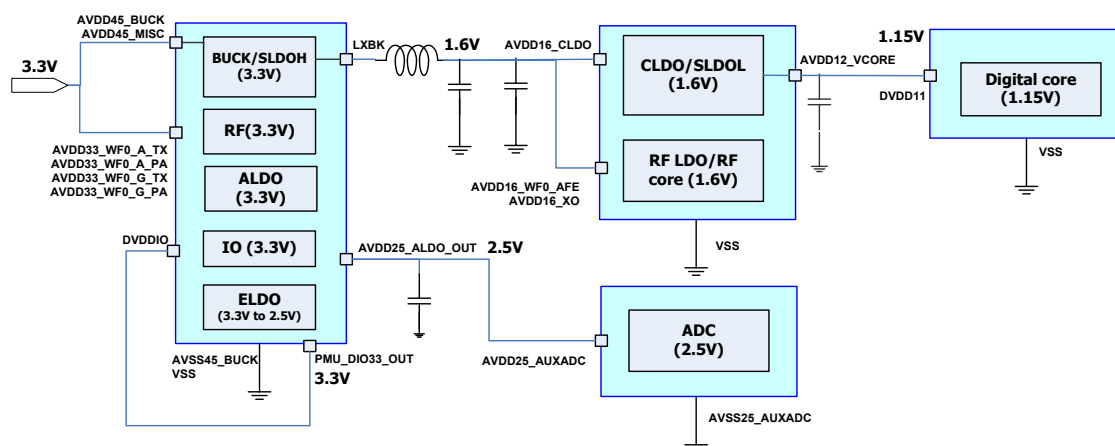 AVDD45_BUCK
AVDD45_MISC
3.3V
BUCK/SLDOH
(3.3V)
RF(3.3V)
AVDD33_WF0_A_TX
AVDD33_WF0_A_PA
AVDD33_WF0_G_TX
AVDD33_WF0_G_PA
ALDO
(3.3V)
DVDDIO
IO (3.3V)
ELDO
(3.3V to 2.5V)
AVSS45_BUCK
VSS
PMU_DIO33_OUT
3.3V
LXBK
1.6V
AVDD16_CLDO
CLDO/SLDOL
(1.6V)
RF LDO/RF
core (1.6V)
AVDD16_WF0_AFE
AVDD16_XO
VSS
AVDD25_ALDO_OUT
2.5V
ADC
(2.5V)
AVDD25_AUXADC
AVSS25_AUXADC
1.15V
AVDD12_VCORE
DVDD11
Digital core
(1.15V)
VSS